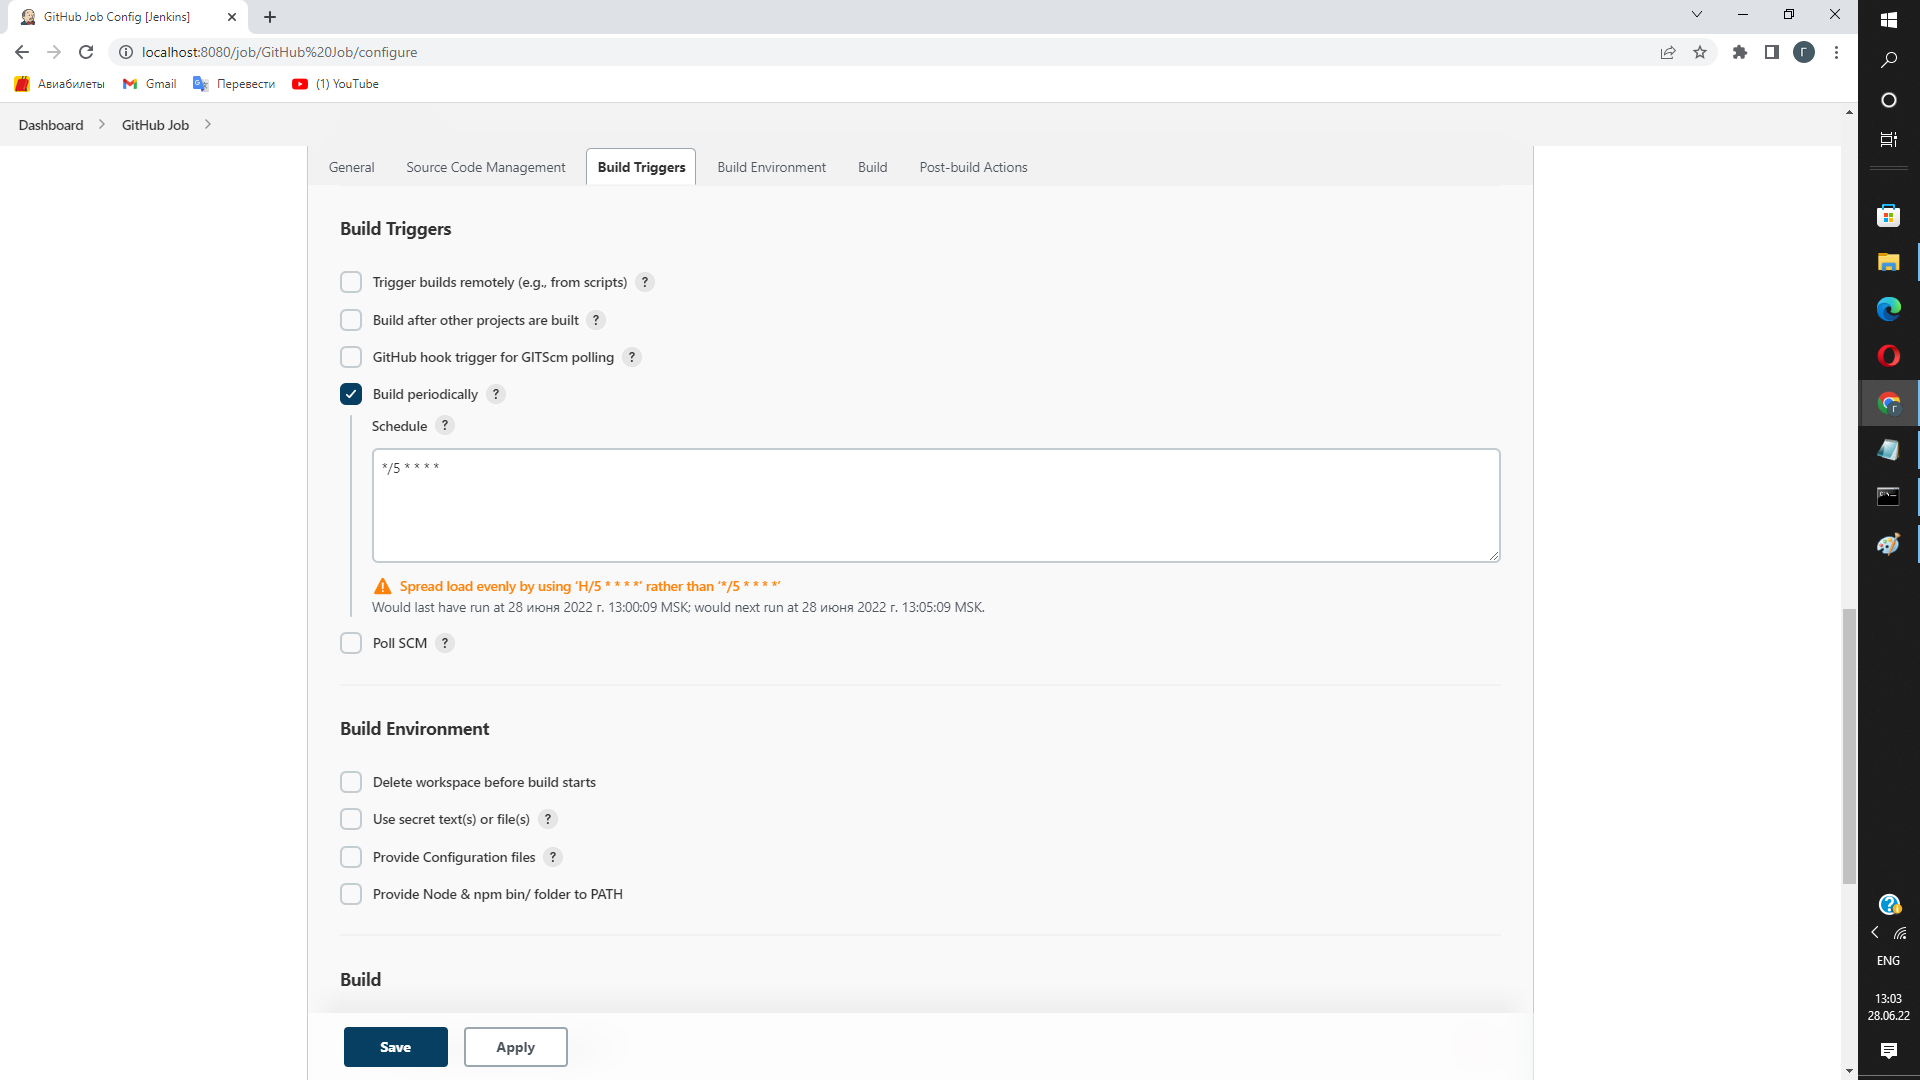 GitHub Job Config [Jenkins]
localhost:8080/job/GitHub%20Job/configure
Г
Авиабилеты
Gmail
Перевести
(1) YouTube
Dashboard
GitHub Job
General
Source Code Management
Build Triggers
Build Environment
Build
Post-build Actions
Build Triggers
Trigger builds remotely (e.g., from scripts) ?
Build after other projects are built ?
GitHub hook trigger for GITScm polling ?
Build periodically ?
Schedule ?
*/5 * * * *
Spread load evenly by using ‘H/5 * * * *’ rather than ‘*/5 * * * *’
Would last have run at 28 июня 2022 г. 13:00:09 MSK; would next run at 28 июня 2022 г. 13:05:09 MSK.
Poll SCM ?
Build Environment
Delete workspace before build starts
Use secret text(s) or file(s) ?
Provide Configuration files ?
Provide Node & npm bin/ folder to PATH
Build
Save
Apply
ENG
13:03
28.06.22